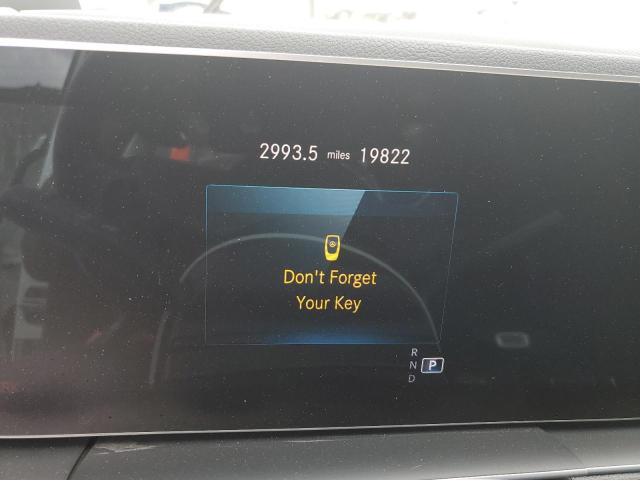 2993.5 miles 19822
Don't Forget
Your Key
R
N P
D